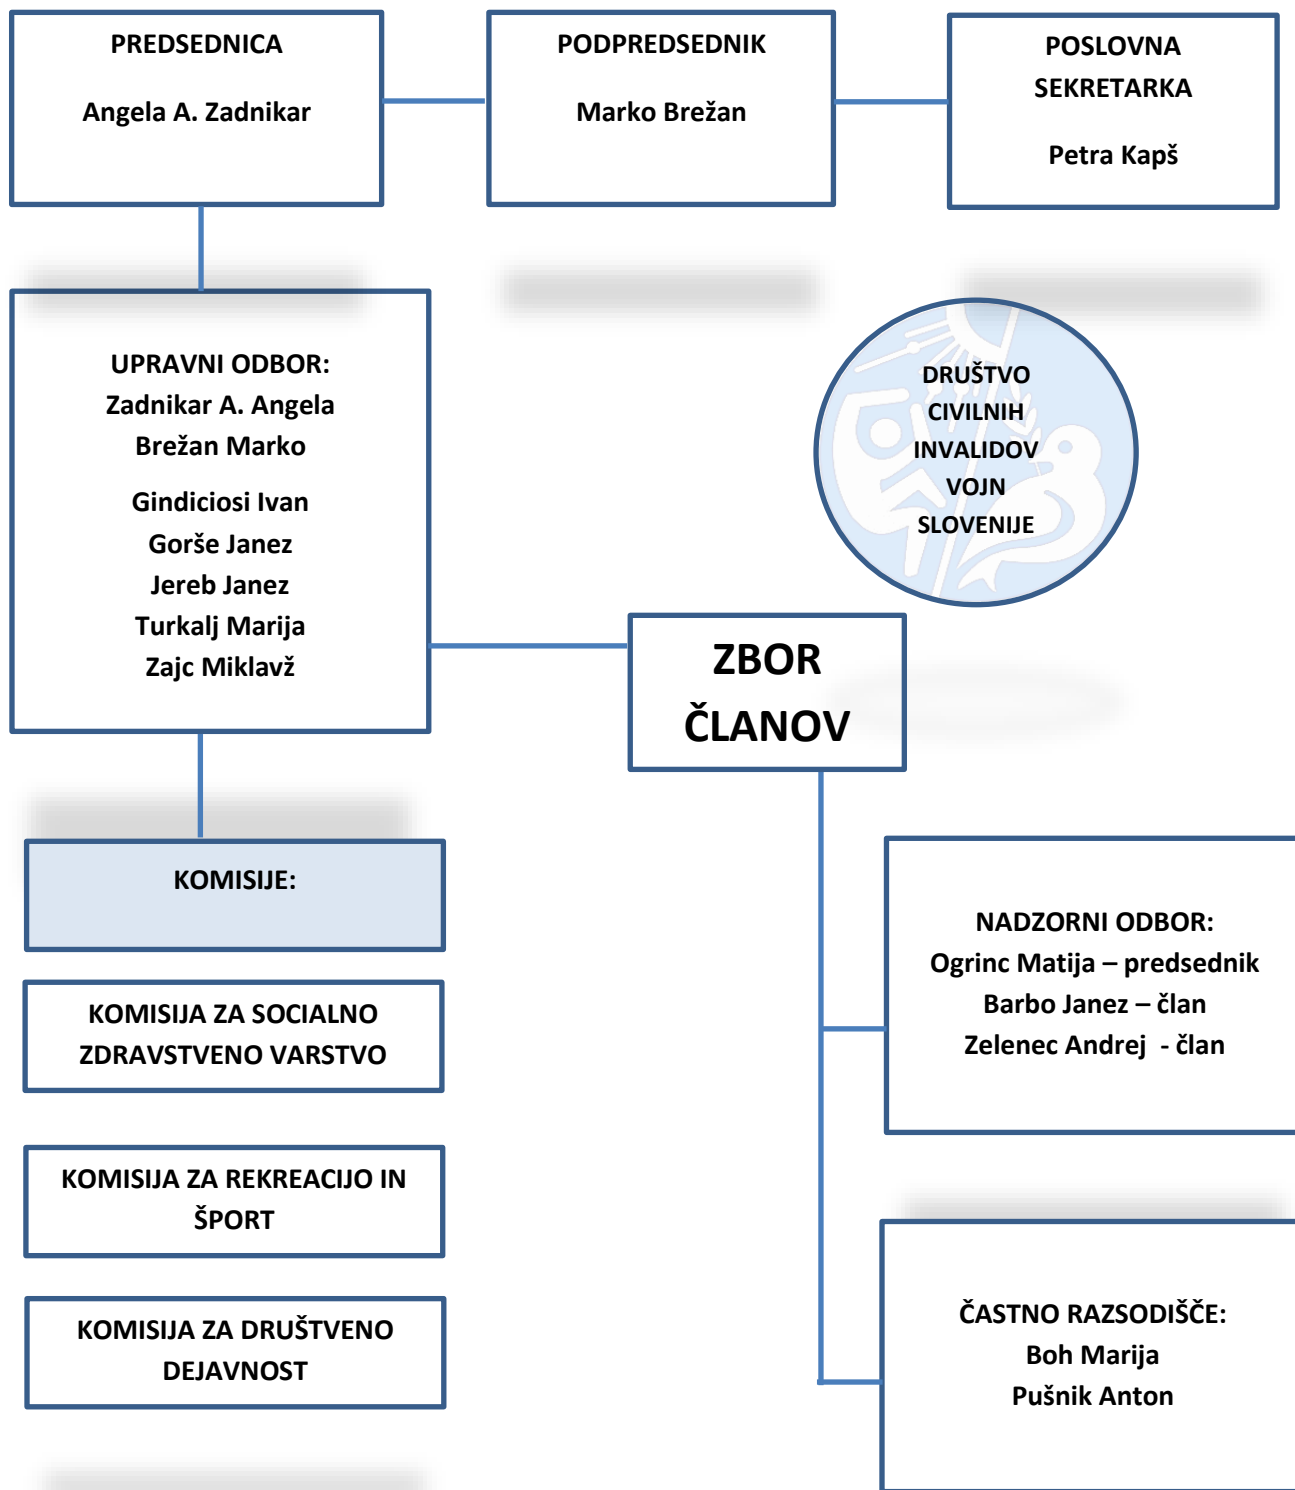 PREDSEDNICA
Angela A. Zadnikar
PODPREDSEDNIK
Marko Brežan
POSLOVNA
SEKRETARKA
Petra Kapš
UPRAVNI ODBOR:
Zadnikar A. Angela
Brežan Marko
Gindiciosi Ivan
Gorše Janez
Jereb Janez
Turkalj Marija
Zajc Miklavž
DRUŠTVO
CIVILNIH
INVALIDOV
VOJN
SLOVENIJE
ZBOR
ČLANOV
KOMISIJE:
KOMISIJA ZA SOCIALNO
ZDRAVSTVENO VARSTVO
KOMISIJA ZA REKREACIJO IN
ŠPORT
KOMISIJA ZA DRUŠTVENO
DEJAVNOST
NADZORNI ODBOR:
Ogrinc Matija – predsednik
Barbo Janez – član
Zelenec Andrej  - član
ČASTNO RAZSODIŠČE:
Boh Marija
Pušnik Anton